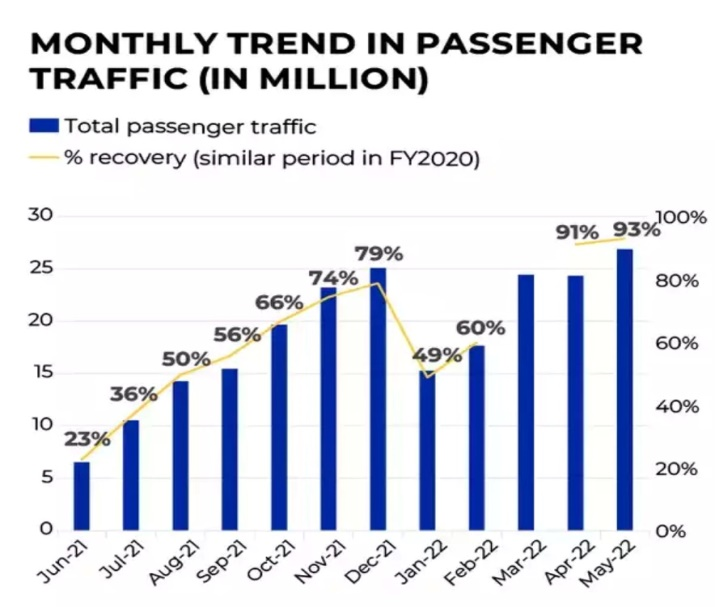 MONTHLY TREND IN PASSENGER
TRAFFIC (IN MILLION)
Total passenger traffic
% recovery (similar period in FY2020)
30
25
20
15
10
5
0
100%
80%
60%
40%
20%
0%
23%
36%
50%
56%
66%
74%
79%
49%
60%
91%
93%
Jun-21
Jul-21
Aug-21
Sep-21
Oct-21
Nov-21
Dec-21
Jan-22
Feb-22
Mar-22
Apr-22
May-22